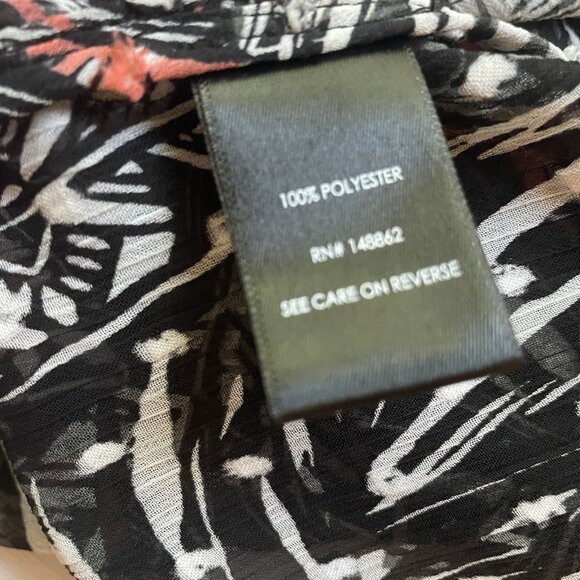 100% POLYESTER
RN# 148862
SEE CARE ON REVERSE